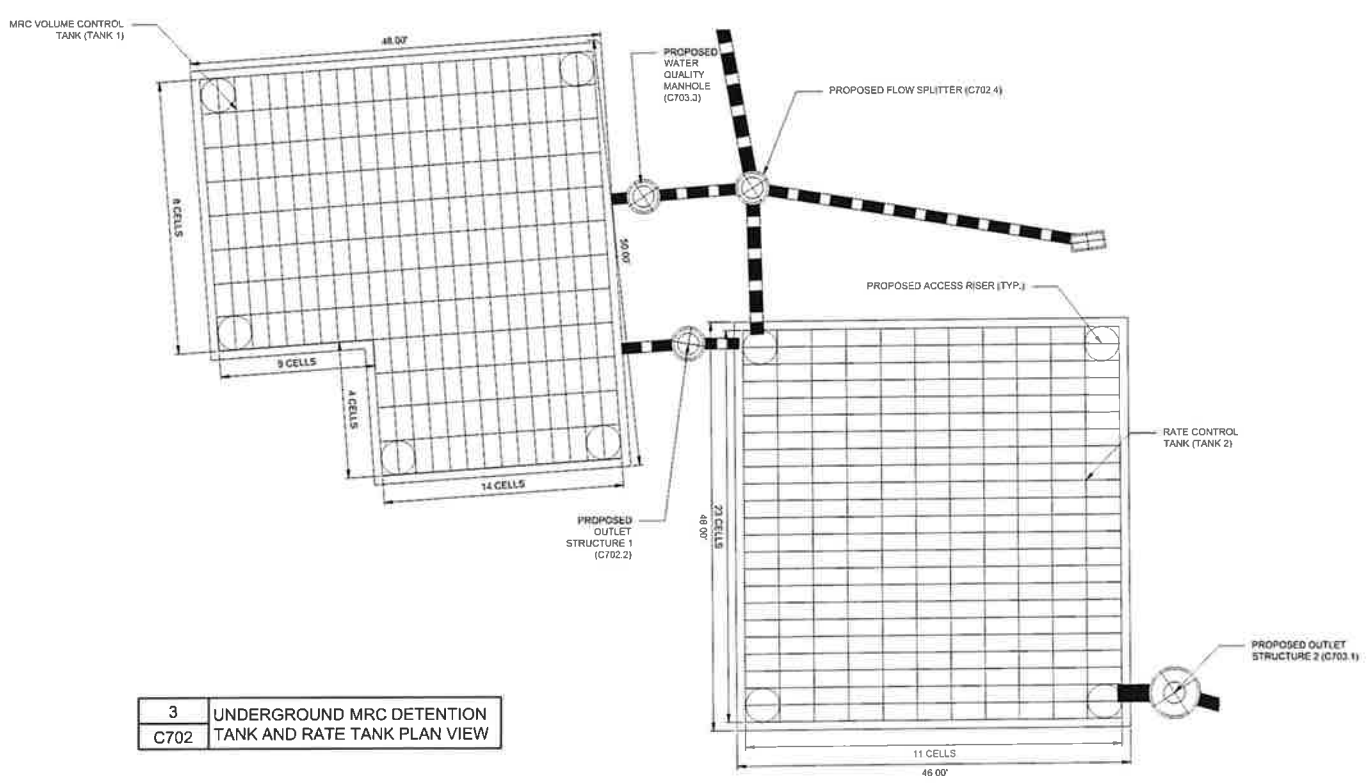 MRC VOLUME CONTROL
TANK (TANK 1)
48.00'
PROPOSED
WATER
QUALITY
MANHOLE
(C703.3)
PROPOSED FLOW SPLITTER (C702.4)
8 CELLS
50.00'
PROPOSED ACCESS RISER (TYP.)
9 CELLS
4 CELLS
14 CELLS
PROPOSED
OUTLET
STRUCTURE 1
(C702.2)
23 CELLS
48.00'
RATE CONTROL
TANK (TANK 2)
PROPOSED OUTLET
STRUCTURE 2 (C703.1)
3
C702
UNDERGROUND MRC DETENTION
TANK AND RATE TANK PLAN VIEW
11 CELLS
46.00'